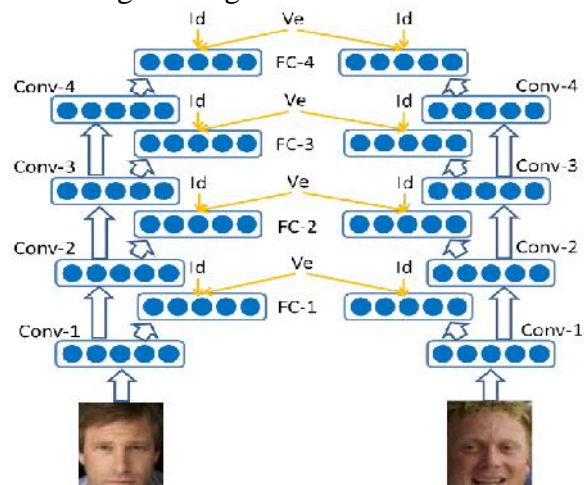 Id Ve Id
FC-4
Conv-4 Conv-4
Id Ve Id
FC-3
Conv-3 Conv-3
Id Ve Id
FC-2
Conv-2 Conv-2
Id Ve Id
FC-1
Conv-1 Conv-1